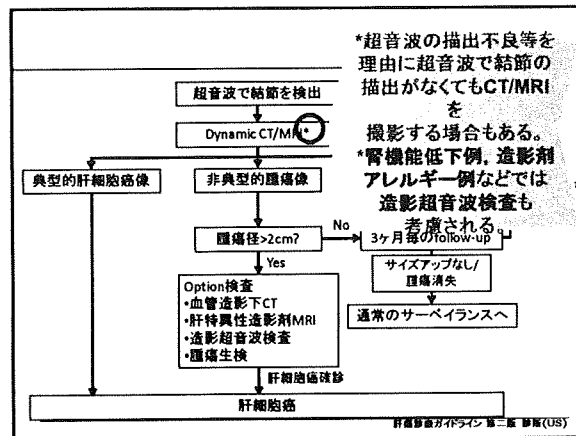 *超音波の描出不良等を
理由に超音波で結節の
描出がなくてもCT/MRI
を
撮影する場合もある。
*腎機能低下例，造影剤
アレルギー例などでは
造影超音波検査も
考慮される。
超音波で結節を検出
Dynamic CT/MRI*
典型的肝細胞癌像
非典型的腫瘍像
腫瘍径>2cm?
No
3ヶ月毎のfollow-up
Yes
サイズアップなし/
腫瘍消失
通常のサーベイランスへ
Option検査
•血管造影下CT
•肝特異性造影剤MRI
•造影超音波検査
•腫瘍生検
肝細胞癌確診
肝細胞癌
肝癌診療ガイドライン 第二版 診断(US)